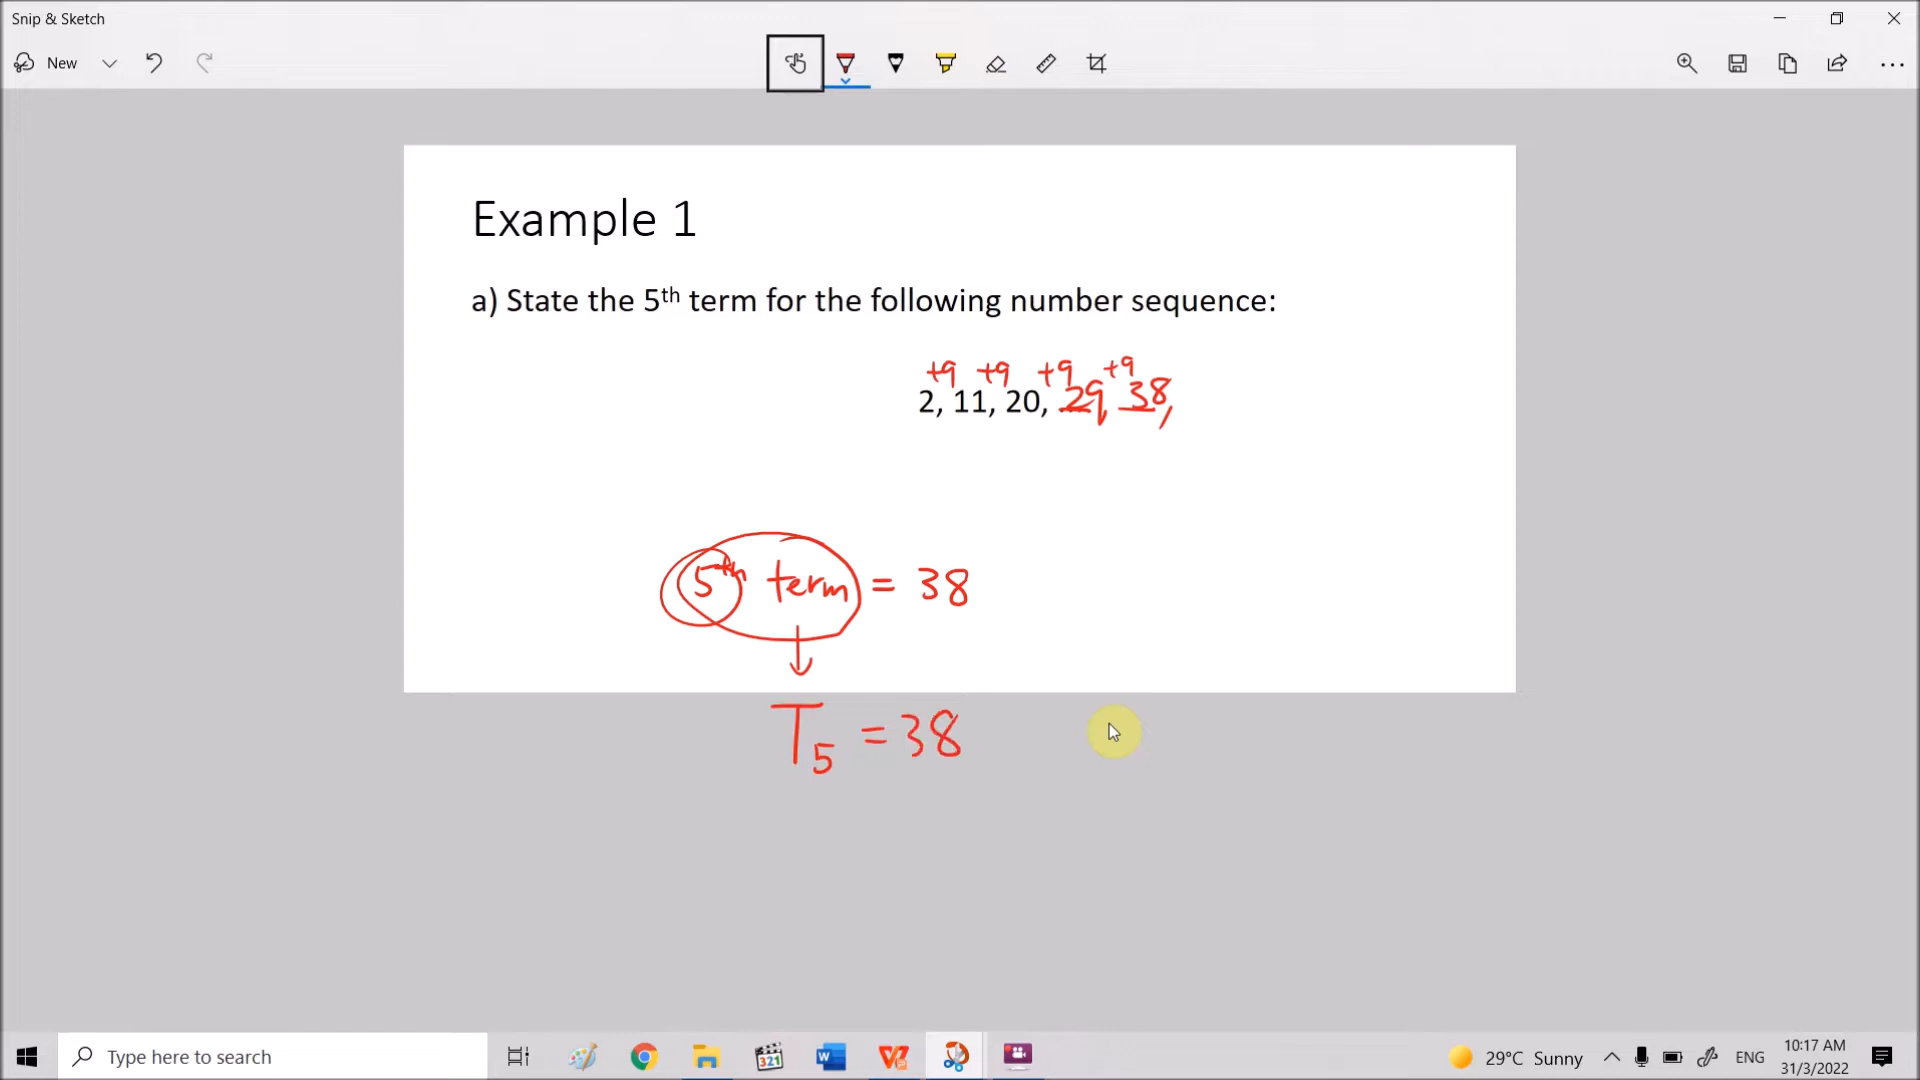 Snip & Sketch
New
Example 1
a) State the 5th term for the following number sequence:
+9 +9 +9 +9
2, 11, 20, 29, 38,
5th term = 38
T5 = 38
Type here to search
321
W
29°C Sunny
ENG
10:17 AM
31/3/2022